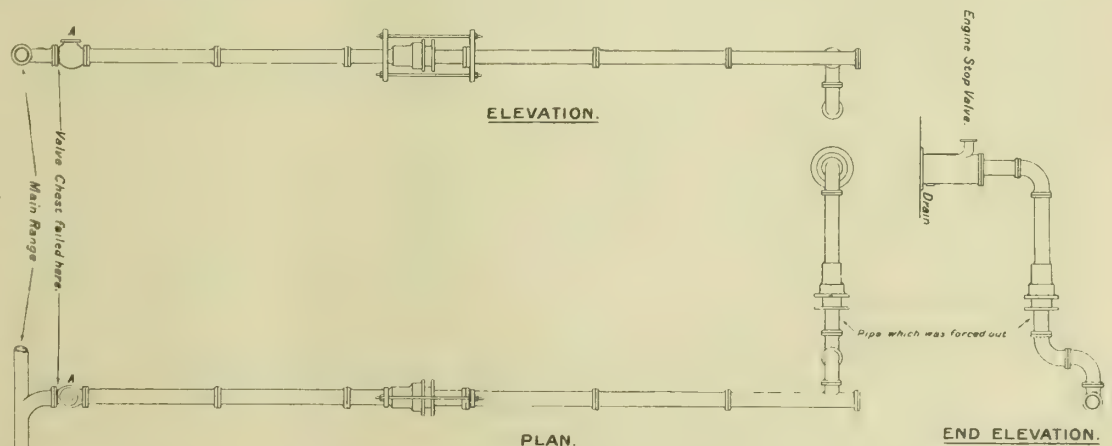 A
ELEVATION.
Engine Stop Valve.
Drain
Valve Chest failed here.
Main Range
Pipe which was forced out
A
PLAN.
END ELEVATION.